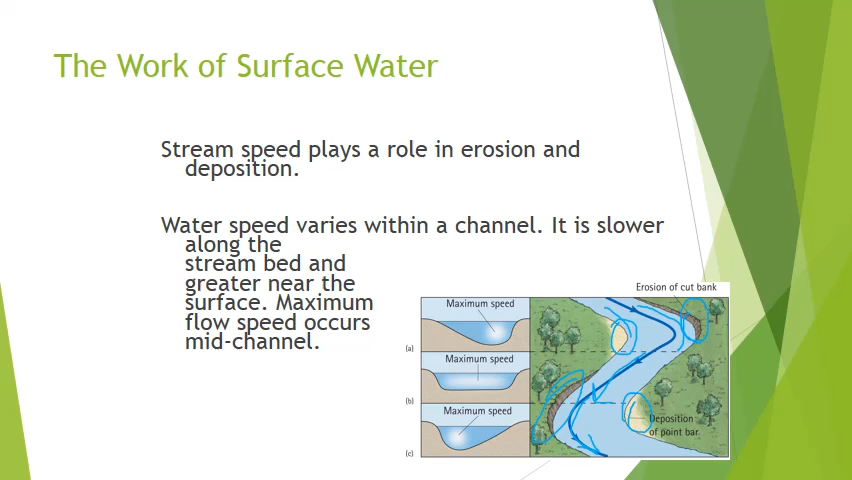 The Work of Surface Water
Stream speed plays a role in erosion and
deposition.
Water speed varies within a channel. It is slower
along the
stream bed and
greater near the
surface. Maximum
flow speed occurs
mid-channel.
Erosion of cut bank
Maximum speed
(a)
Maximum speed
(b)
Maximum speed
Deposition
of point bar.
(c)